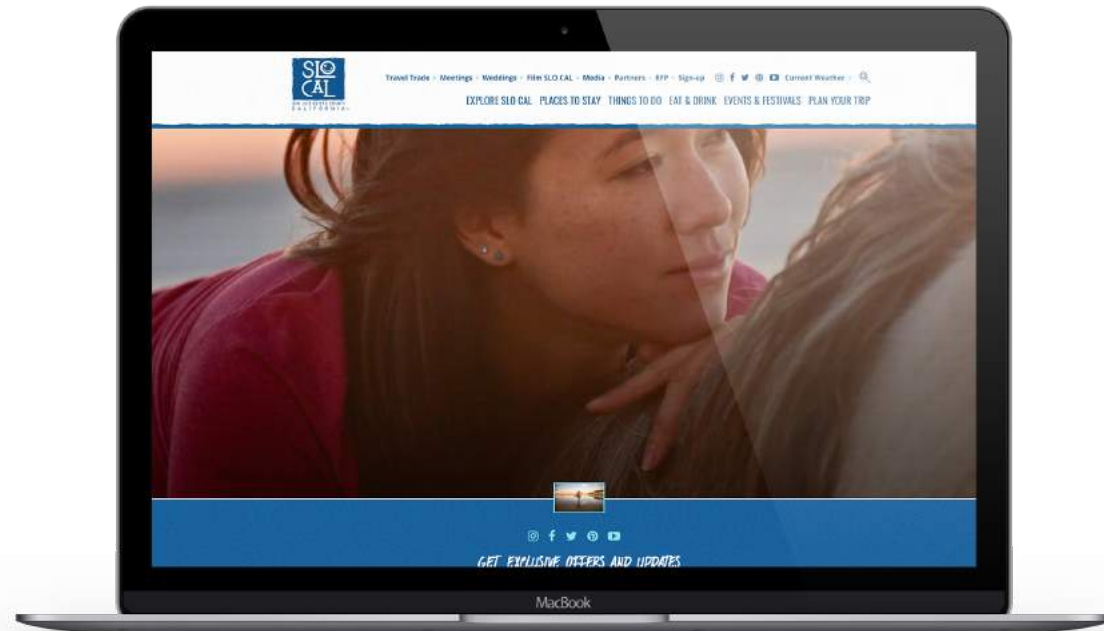 SLO
CAL
CALIFORNIA
Travel Trade Meetings Weddings Film SLO CAL Media Partners RFP Sign-up Current Weather
EXPLORE SLO CAL PLACES TO STAY THINGS TO DO EAT & DRINK EVENTS & FESTIVALS PLAN YOUR TRIP
GET EXCLUSIVE OFFERS AND UPDATES
MacBook